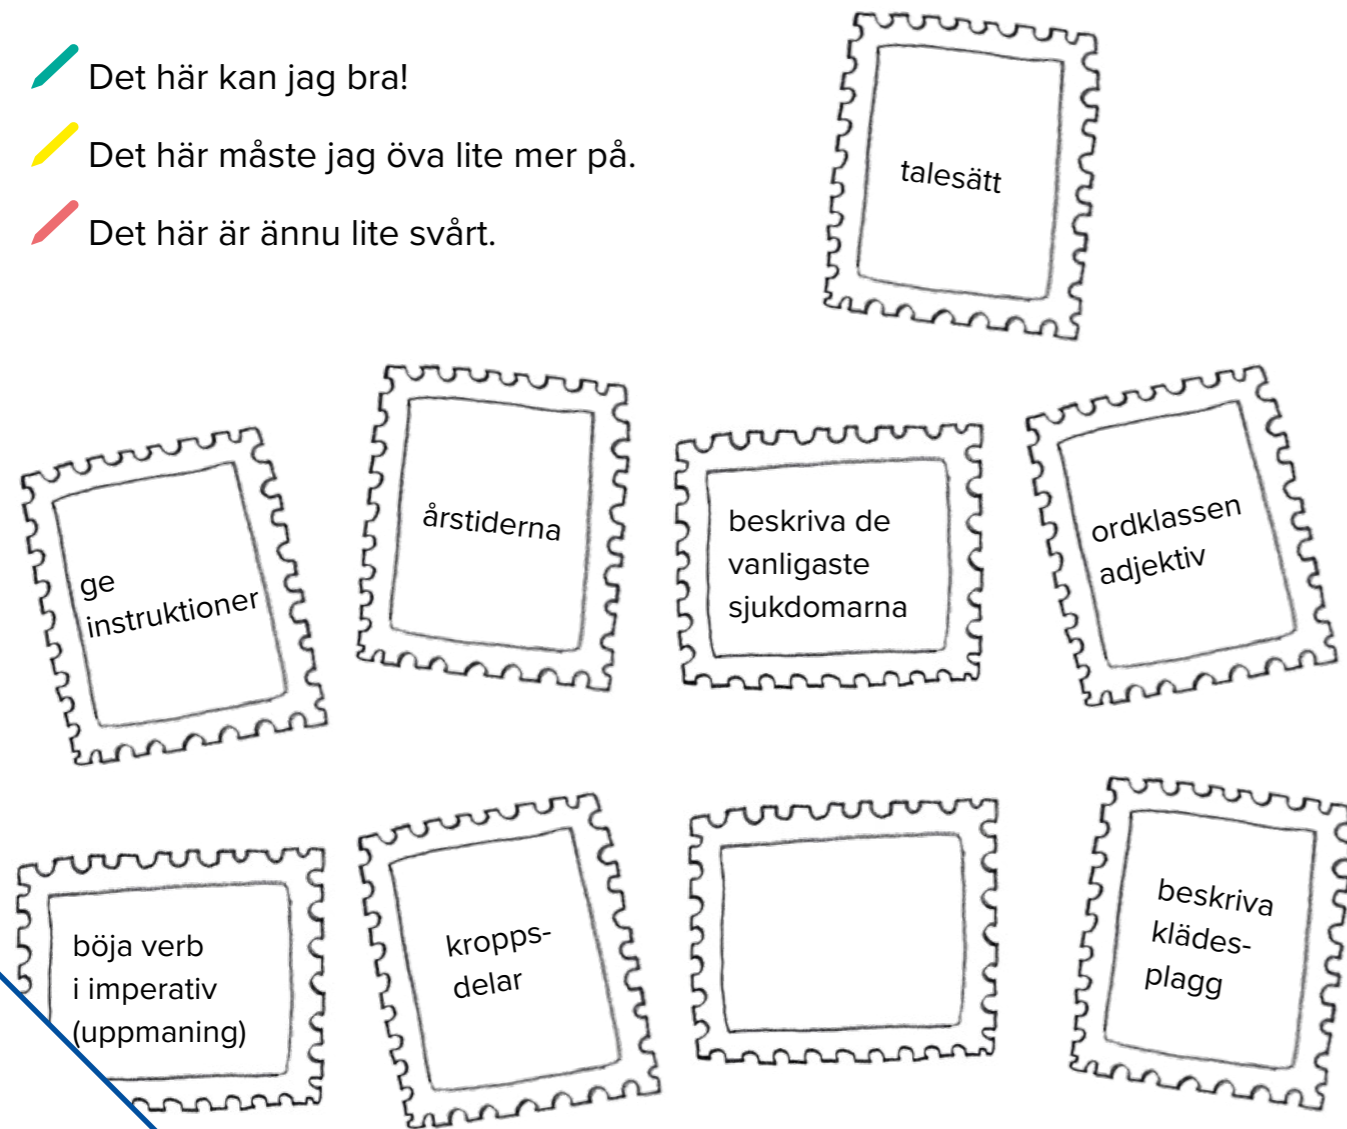 Det här kan jag bra!
Det här måste jag öva lite mer på.
Det här är ännu lite svårt.
talesätt
ge
instruktioner
årstiderna
beskriva de
vanligaste
sjukdomarna
ordklassen
adjektiv
böja verb
i imperativ
(uppmaning)
kropps-
delar
beskriva
klädes-
plagg